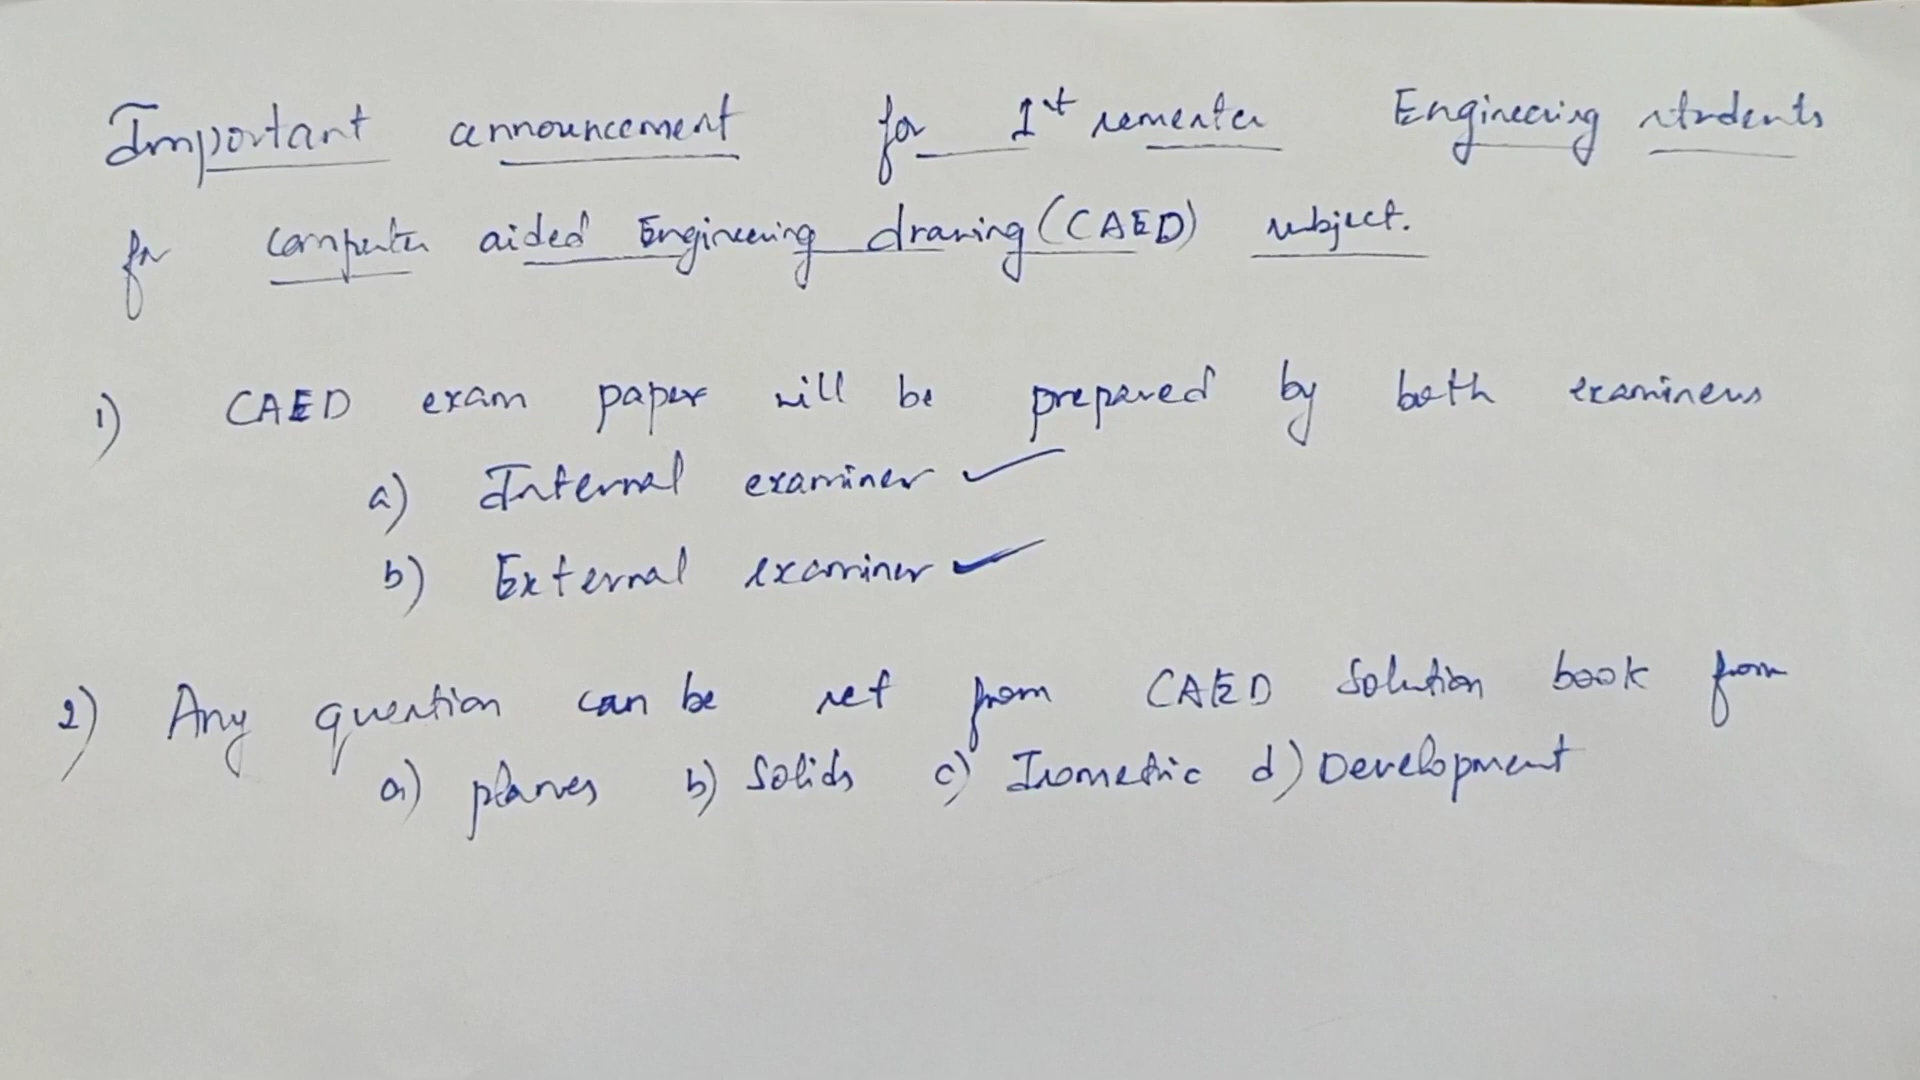 Important announcement for 1st semester Engineering students
for computer aided Engineering drawing (CAED) subject.
1) CAED exam paper will be prepared by both examiners
a) Internal examiner ✓
b) External examiner ✓
2) Any question can be set from CAED Solution book from
a) planes b) Solids c) Isometric d) Development